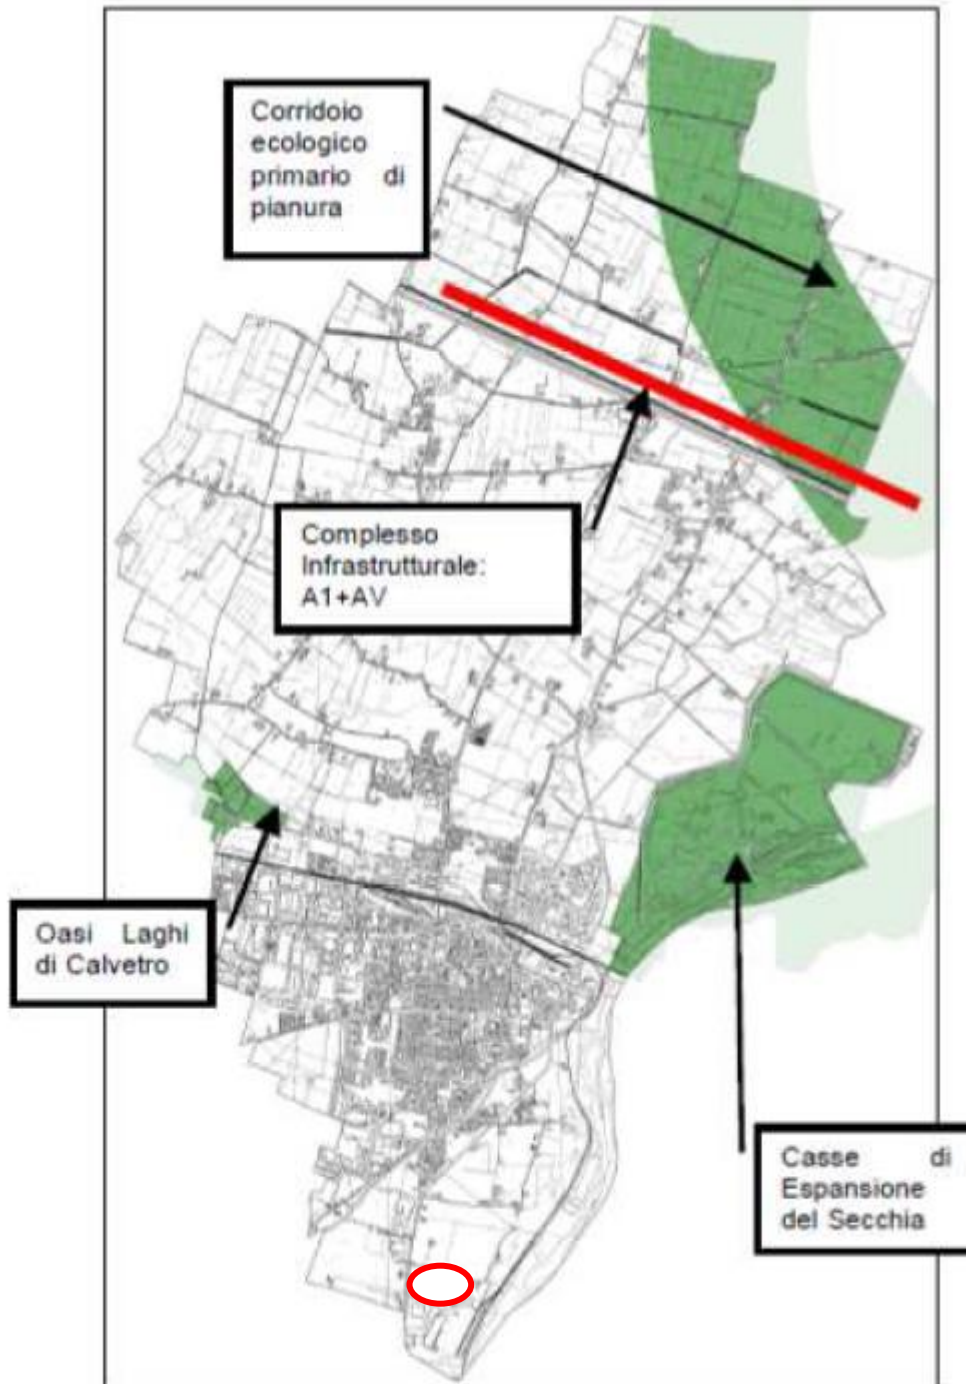 Corridoio
ecologico
primario di
pianura
Complesso
Infrastrutturale:
A1+AV
Oasi Laghi
di Calvetro
Casse di
Espansione
del Secchia